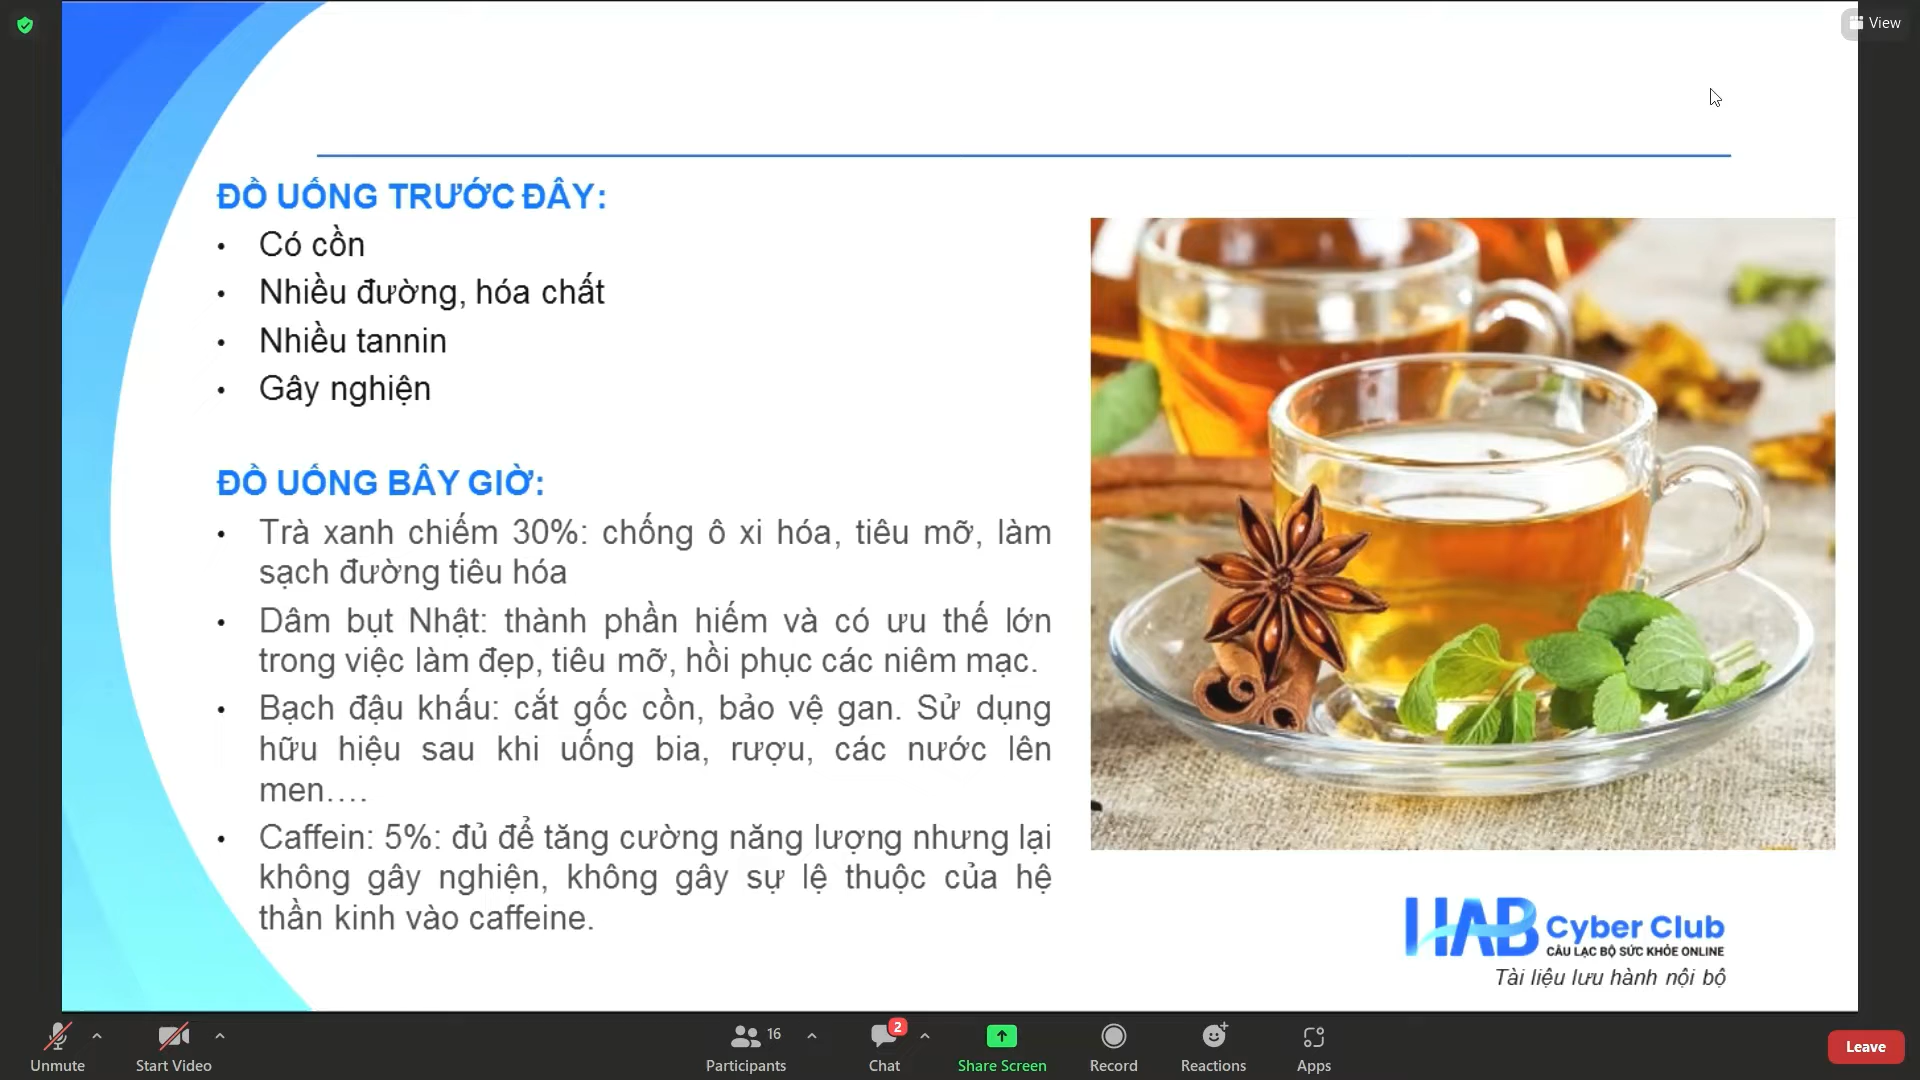 View
ĐỒ UỐNG TRƯỚC ĐÂY:
• Có cồn
• Nhiều đường, hóa chất
• Nhiều tannin
• Gây nghiện
ĐỒ UỐNG BÂY GIỜ:
• Trà xanh chiếm 30%: chống ô xi hóa, tiêu mỡ, làm
sạch đường tiêu hóa
• Dâm bụt Nhật: thành phần hiếm và có ưu thế lớn
trong việc làm đẹp, tiêu mỡ, hồi phục các niêm mạc.
• Bạch đậu khấu: cắt gốc cồn, bảo vệ gan. Sử dụng
hữu hiệu sau khi uống bia, rượu, các nước lên
men….
• Caffein: 5%: đủ để tăng cường năng lượng nhưng lại
không gây nghiện, không gây sự lệ thuộc của hệ
thần kinh vào caffeine.
HAB Cyber Club
CÂU LẠC BỘ SỨC KHỎE ONLINE
Tài liệu lưu hành nội bộ
16
2
Unmute
Start Video
Participants
Chat
Share Screen
Record
Reactions
Apps
Leave